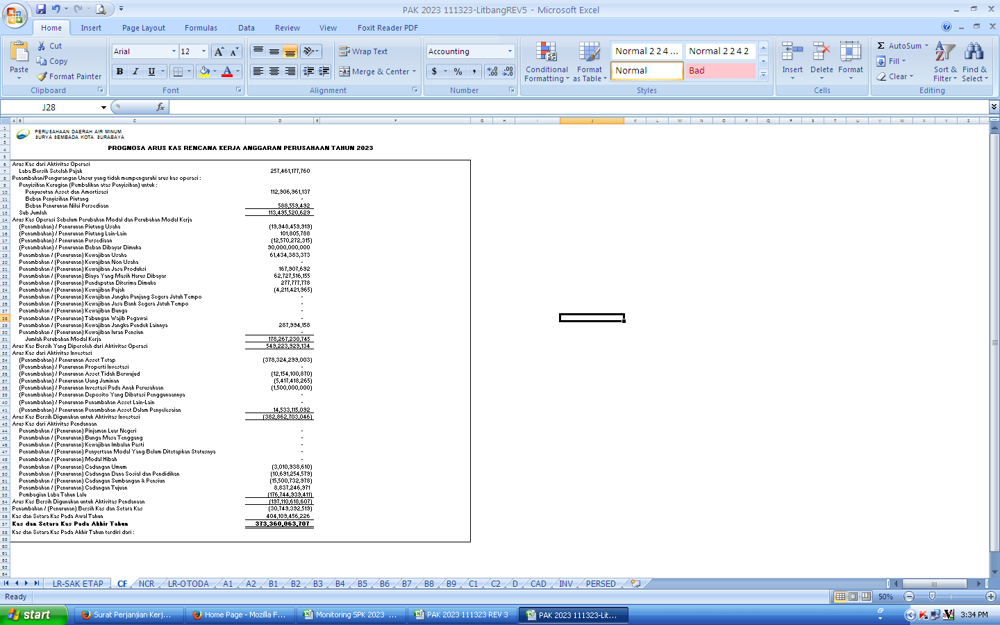 PAK 2023 111323-LitbangREV5 - Microsoft Excel
Home Insert Page Layout Formulas Data Review View Foxit Reader PDF
Paste Cut Copy Format Painter Clipboard
Arial 12 B I U Font
Wrap Text Merge & Center Alignment
Accounting $ % , Number
Conditional Formatting Format as Table Normal 2 2 4 ... Normal 2 2 4 2 Normal Bad Styles
Insert Delete Format Cells
Σ AutoSum Fill Clear Sort & Filter Find & Select Editing
J28 fx
PERUSAHAAN DAERAH AIR MINUM
SURYA SEMBADA KOTA SURABAYA
PROGNOSA ARUS KAS RENCANA KERJA ANGGARAN PERUSAHAAN TAHUN 2023
Arus Kas dari Aktivitas Operasi
Laba Bersih Setelah Pajak 257,461,177,760
Penambahan/Pengurangan Unsur yang tidak mempengaruhi arus kas operasi :
Penyisihan Kerugian (Pembalikan atas Penyisihan) untuk :
Penyusutan Asset dan Amortisasi 112,906,961,137
Beban Penyisihan Piutang -
Beban Penurunan Nilai Persediaan 588,559,492
Sub Jumlah 113,495,520,629
Arus Kas Operasi Sebelum Perubahan Modal dan Perubahan Modal Kerja
(Penambahan) / Penurunan Piutang Usaha (19,948,459,919)
(Penambahan) / Penurunan Piutang Lain-Lain 101,805,788
(Penambahan) / Penurunan Persediaan (12,570,272,315)
(Penambahan) / Penurunan Beban Dibayar Dimuka 90,000,000,000
Penambahan / (Penurunan) Kewajiban Usaha 61,434,383,373
Penambahan / (Penurunan) Kewajiban Non Usaha -
Penambahan / (Penurunan) Kewajiban Jasa Produksi 167,907,692
Penambahan / (Penurunan) Biaya Yang Masih Harus Dibayar 62,727,516,155
Penambahan / (Penurunan) Pendapatan Diterima Dimuka 277,777,778
Penambahan / (Penurunan) Kewajiban Pajak (4,211,421,965)
Penambahan / (Penurunan) Kewajiban Jangka Panjang Segera Jatuh Tempo -
Penambahan / (Penurunan) Kewajiban Jasa Bank Segera Jatuh Tempo -
Penambahan / (Penurunan) Kewajiban Bunga -
Penambahan / (Penurunan) Tabungan Wajib Pegawai -
Penambahan / (Penurunan) Kewajiban Jangka Pendek Lainnya 287,994,158
Penambahan / (Penurunan) Kewajiban Iuran Pensiun -
Jumlah Perubahan Modal Kerja 178,267,230,745
Arus Kas Bersih Yang Diperoleh dari Aktivitas Operasi 549,223,929,134
Arus Kas dari Aktivitas Investasi
(Penambahan) / Penurunan Asset Tetap (378,324,299,003)
(Penambahan) / Penurunan Properti Investasi -
(Penambahan) / Penurunan Asset Tidak Berwujud (12,154,100,870)
(Penambahan) / Penurunan Uang Jaminan (5,417,418,265)
(Penambahan) / Penurunan Investasi Pada Anak Perusahaan (1,500,000,000)
(Penambahan) / Penurunan Deposito Yang Dibatasi Penggunaannya -
(Penambahan) / Penurunan Penambahan Asset Lain-Lain -
(Penambahan) / Penurunan Penambahan Asset Dalam Penyelesaian 14,533,115,092
Arus Kas Bersih Digunakan untuk Aktivitas Investasi (382,862,703,046)
Arus Kas dari Aktivitas Pendanaan
Penambahan / (Penurunan) Pinjaman Luar Negeri -
Penambahan / (Penurunan) Bunga Masa Tenggang -
Penambahan / (Penurunan) Kewajiban Imbalan Pasti -
Penambahan / (Penurunan) Penyertaan Modal Yang Belum Ditetapkan Statusnya -
Penambahan / (Penurunan) Modal Hibah -
Penambahan / (Penurunan) Cadangan Umum (3,010,938,610)
Penambahan / (Penurunan) Cadangan Dana Sosial dan Pendidikan (10,691,254,579)
Penambahan / (Penurunan) Cadangan Sumbangan & Pensiun (15,500,732,978)
Penambahan / (Penurunan) Cadangan Tujuan 8,837,246,971
Pembagian Laba Tahun Lalu (176,744,939,411)
Arus Kas Bersih Digunakan untuk Aktivitas Pendanaan (197,110,618,607)
Penambahan / (Penurunan) Bersih Kas dan Setara Kas (30,749,392,519)
Kas dan Setara Kas Pada Awal Tahun 404,109,456,226
Kas dan Setara Kas Pada Akhir Tahun 373,360,063,707
Kas dan Setara Kas Pada Akhir Tahun terdiri dari :
LR-SAK ETAP CF NCR LR-OTODA A1 A2 B1 B2 B3 B4 B5 B6 B7 B8 B9 C1 C2 D CAD INV PERSED
Ready 50%
start Surat Perjanjian Kerj... Home Page - Mozilla F... Monitoring SPK 2023 ... PAK 2023 111323 REV 3 PAK 2023 111323-Lit... 3:34 PM